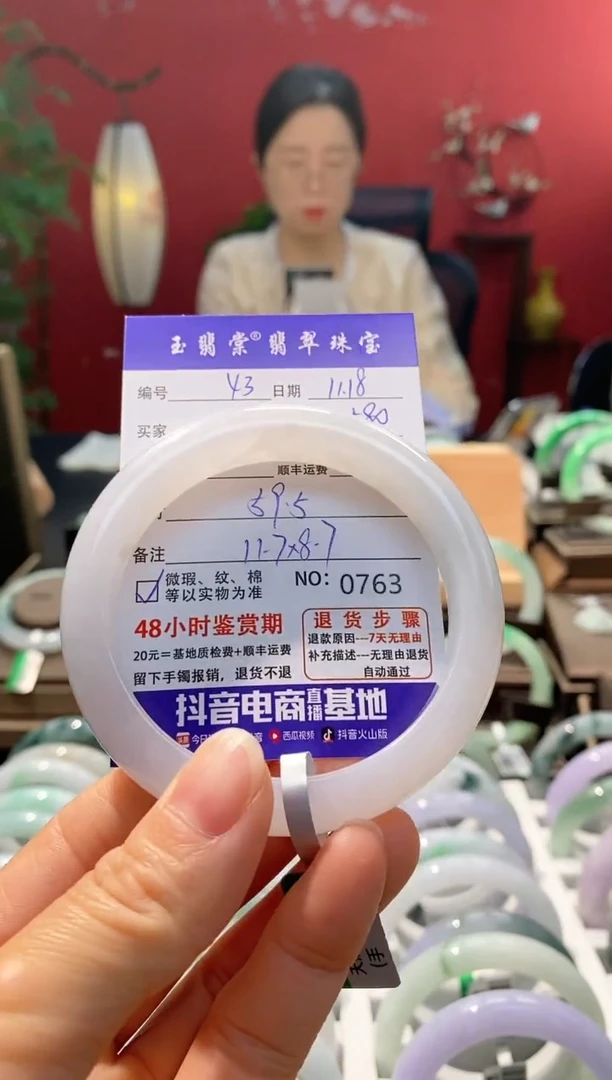 玉翡棠®翡翠珠宝
编号 43 日期 11.18
买家
顺丰运费
59.5
备注 11.7x8.7
微瑕、纹、棉
等以实物为准
NO: 0763
48小时鉴赏期
20元=基地质检费+顺丰运费
留下手镯报销，退货不退
退货步骤
退款原因---7天无理由
补充描述---无理由退货
自动通过
抖音电商直播基地
西瓜视频 抖音火山版